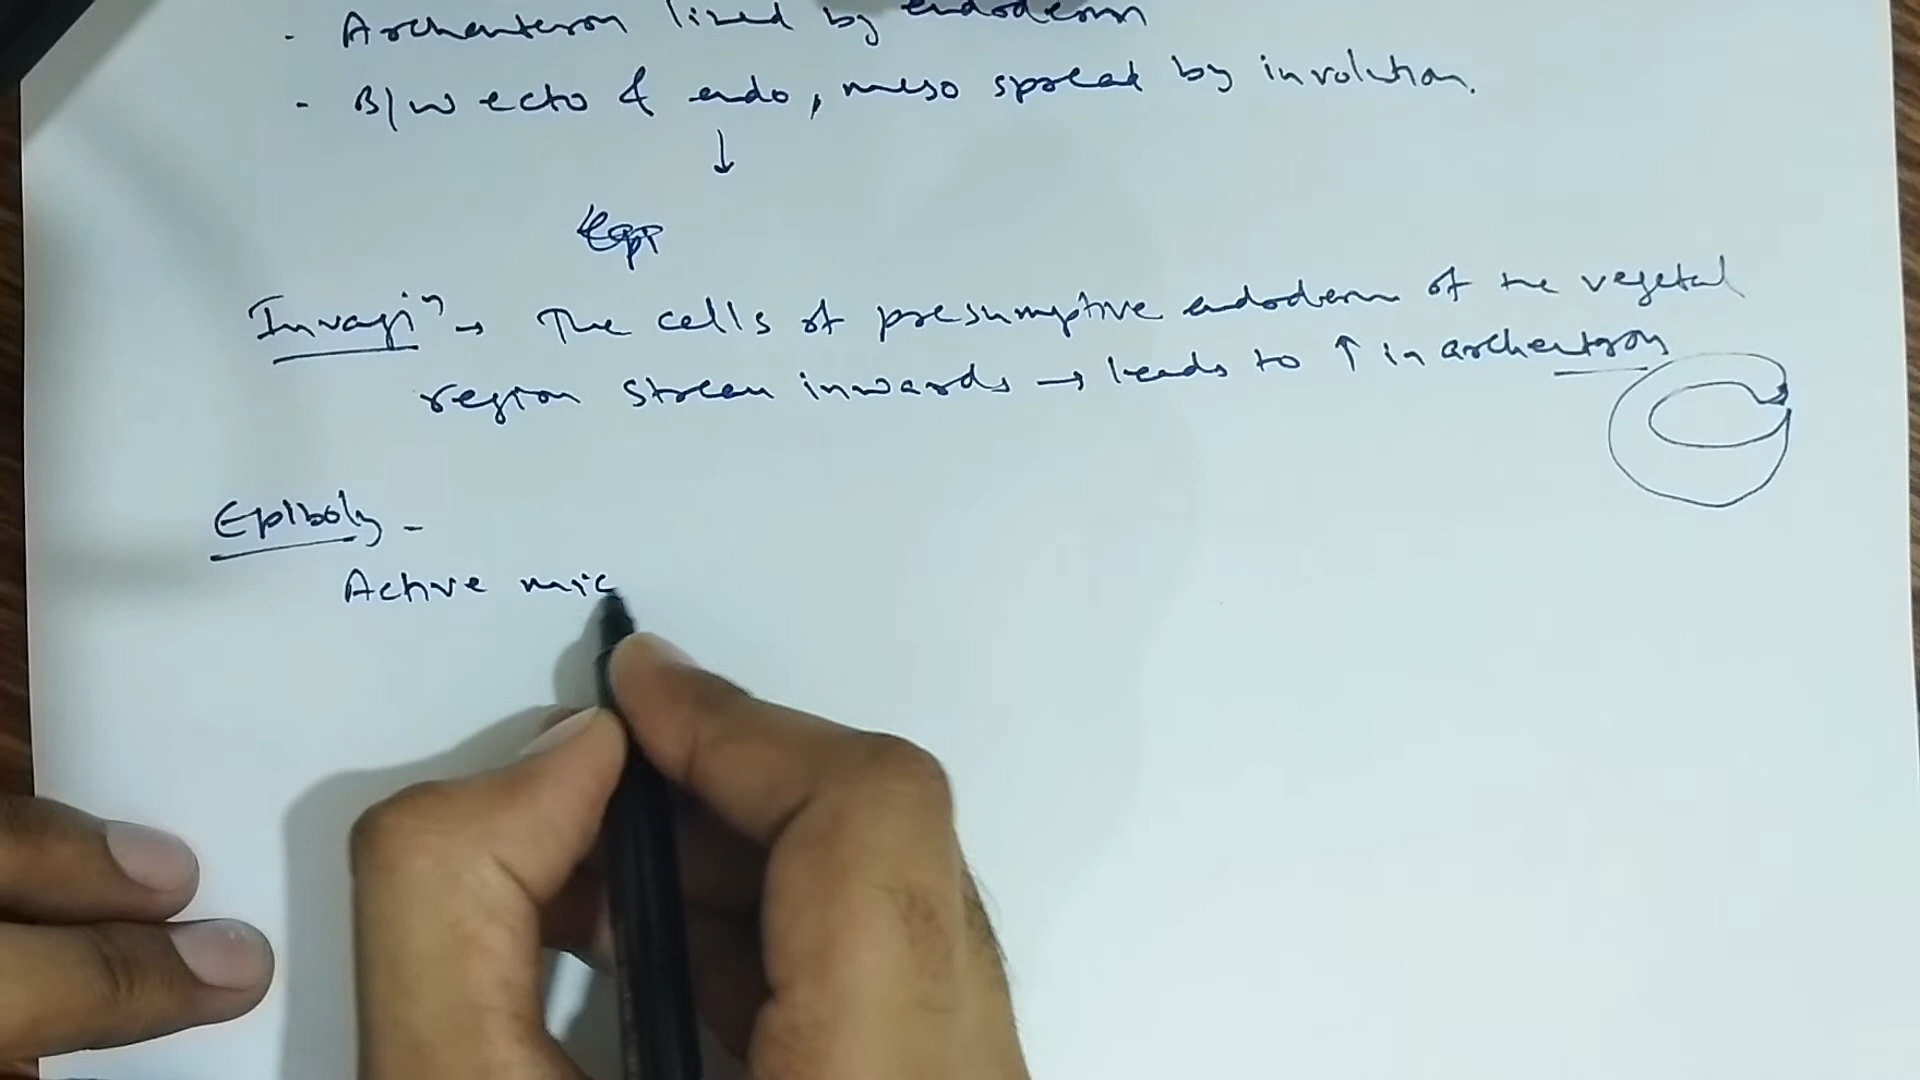 - Archenteron lined by endoderm
- B/w ecto & endo, meso spread by involution.
↓
Invagiⁿ → The cells of presumptive endoderm of the vegetal
region stream inwards → leads to ↑ in archenteron
Epiboly -
Active mic